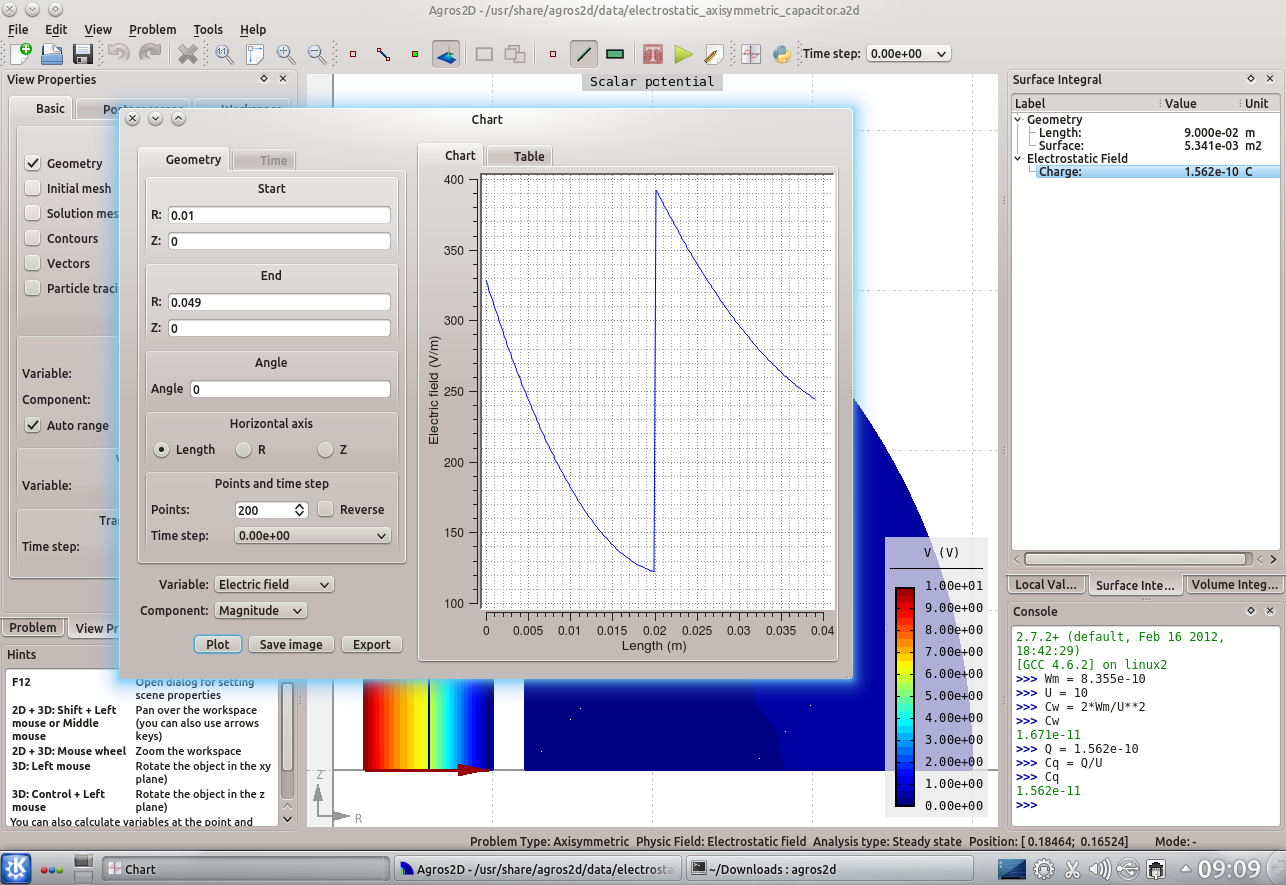 Agros2D - /usr/share/agros2d/data/electrostatic_axisymmetric_capacitor.a2d
File Edit View Problem Tools Help
Time step: 0.00e+00
View Properties
Basic
Geometry
Initial mesh
Solution mes
Contours
Vectors
Particle traci
Variable:
Component:
Auto range
Variable:
Tra
Time step:
Problem
View Pr
Hints
F12 Open dialog for setting
scene properties
2D + 3D: Shift + Left Pan over the workspace
mouse or Middle (you can also use arrows
mouse keys)
2D + 3D: Mouse wheel Zoom the workspace
3D: Left mouse Rotate the object in the xy
plane)
3D: Control + Left Rotate the object in the z
mouse plane)
You can also calculate variables at the point and
Scalar potential
Chart
Geometry
Time
Start
R: 0.01
Z: 0
End
R: 0.049
Z: 0
Angle
Angle 0
Horizontal axis
Length R Z
Points and time step
Points: 200 Reverse
Time step: 0.00e+00
Variable: Electric field
Component: Magnitude
Plot Save image Export
Chart
Table
400
350
300
250
200
150
100
Electric field (V/m)
0 0.005 0.01 0.015 0.02 0.025 0.03 0.035 0.04
Length (m)
Z
R
V (V)
1.00e+01
9.00e+00
8.00e+00
7.00e+00
6.00e+00
5.00e+00
4.00e+00
3.00e+00
2.00e+00
1.00e+00
0.00e+00
Surface Integral
Label Value Unit
Geometry
Length: 9.000e-02 m
Surface: 5.341e-03 m2
Electrostatic Field
Charge: 1.562e-10 C
Local Val...
Surface Inte...
Volume Integ...
Console
2.7.2+ (default, Feb 16 2012,
18:42:29)
[GCC 4.6.2] on linux2
>>> Wm = 8.355e-10
>>> U = 10
>>> Cw = 2*Wm/U**2
>>> Cw
1.671e-11
>>> Q = 1.562e-10
>>> Cq = Q/U
>>> Cq
1.562e-11
>>>
Problem Type: Axisymmetric Physic Field: Electrostatic field Analysis type: Steady state Position: [ 0.18464; 0.16524] Mode: -
Chart
Agros2D - /usr/share/agros2d/data/electrosta
~/Downloads : agros2d
09:09